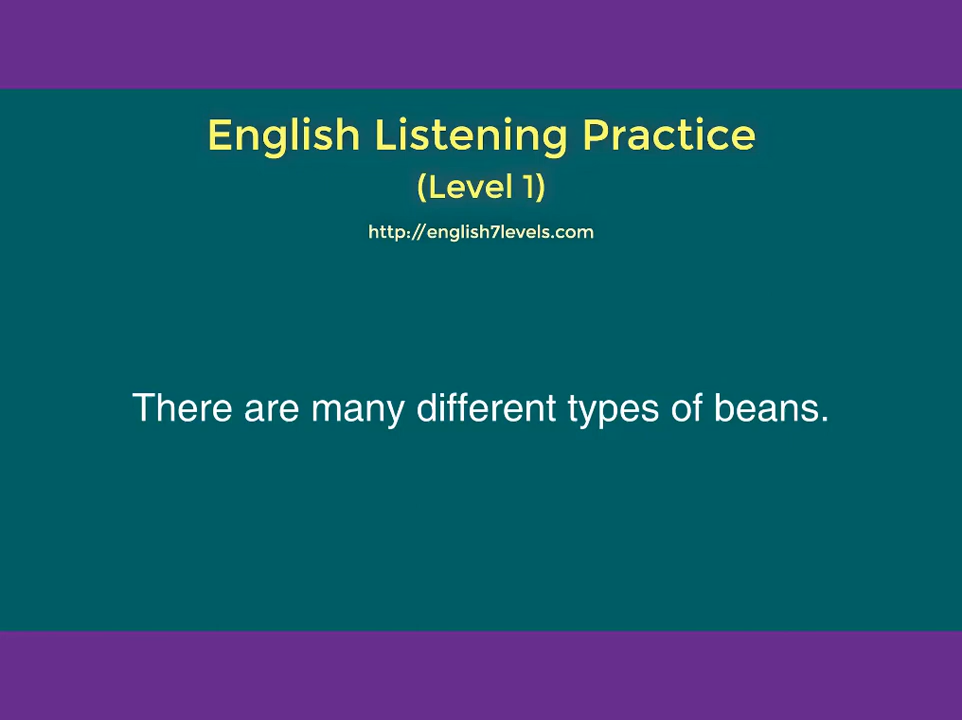 English Listening Practice
(Level 1)
http://english7levels.com
There are many different types of beans.